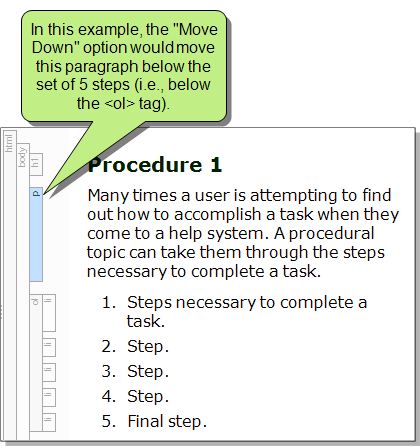 In this example, the "Move
Down" option would move
this paragraph below the
set of 5 steps (i.e., below
the <ol> tag).
html
body
h1
Procedure 1
p
Many times a user is attempting to find
out how to accomplish a task when they
come to a help system. A procedural
topic can take them through the steps
necessary to complete a task.
ol
li
1. Steps necessary to complete a
task.
li
2. Step.
li
3. Step.
li
4. Step.
li
5. Final step.